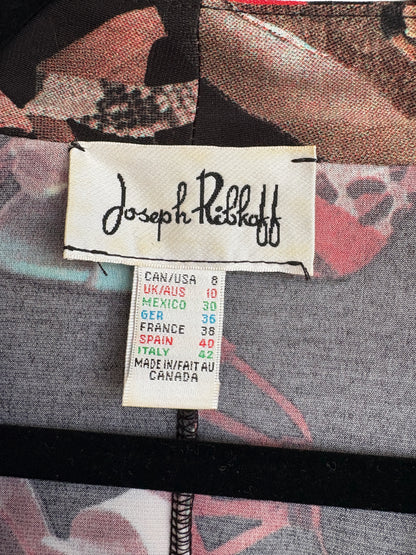 Joseph Ribkoff
CAN/USA 8
UK/AUS 10
MEXICO 30
GER 36
FRANCE 38
SPAIN 40
ITALY 42
MADE IN/FAIT AU
CANADA